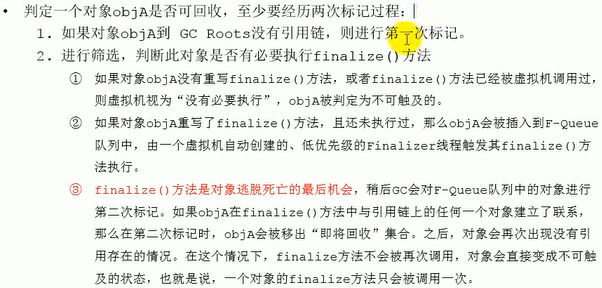 • 判定一个对象objA是否可回收，至少要经历两次标记过程：
1．如果对象objA到 GC Roots没有引用链，则进行第一次标记。
2．进行筛选，判断此对象是否有必要执行finalize()方法
① 如果对象objA没有重写finalize()方法，或者finalize()方法已经被虚拟机调用过，
则虚拟机视为“没有必要执行”，objA被判定为不可触及的。
② 如果对象objA重写了finalize()方法，且还未执行过，那么objA会被插入到F-Queue
队列中，由一个虚拟机自动创建的、低优先级的Finalizer线程触发其finalize()方
法执行。
③ finalize()方法是对象逃脱死亡的最后机会，稍后GC会对F-Queue队列中的对象进行
第二次标记。如果objA在finalize()方法中与引用链上的任何一个对象建立了联系，
那么在第二次标记时，objA会被移出“即将回收”集合。之后，对象会再次出现没有引
用存在的情况。在这个情况下，finalize方法不会被再次调用，对象会直接变成不可触
及的状态，也就是说，一个对象的finalize方法只会被调用一次。